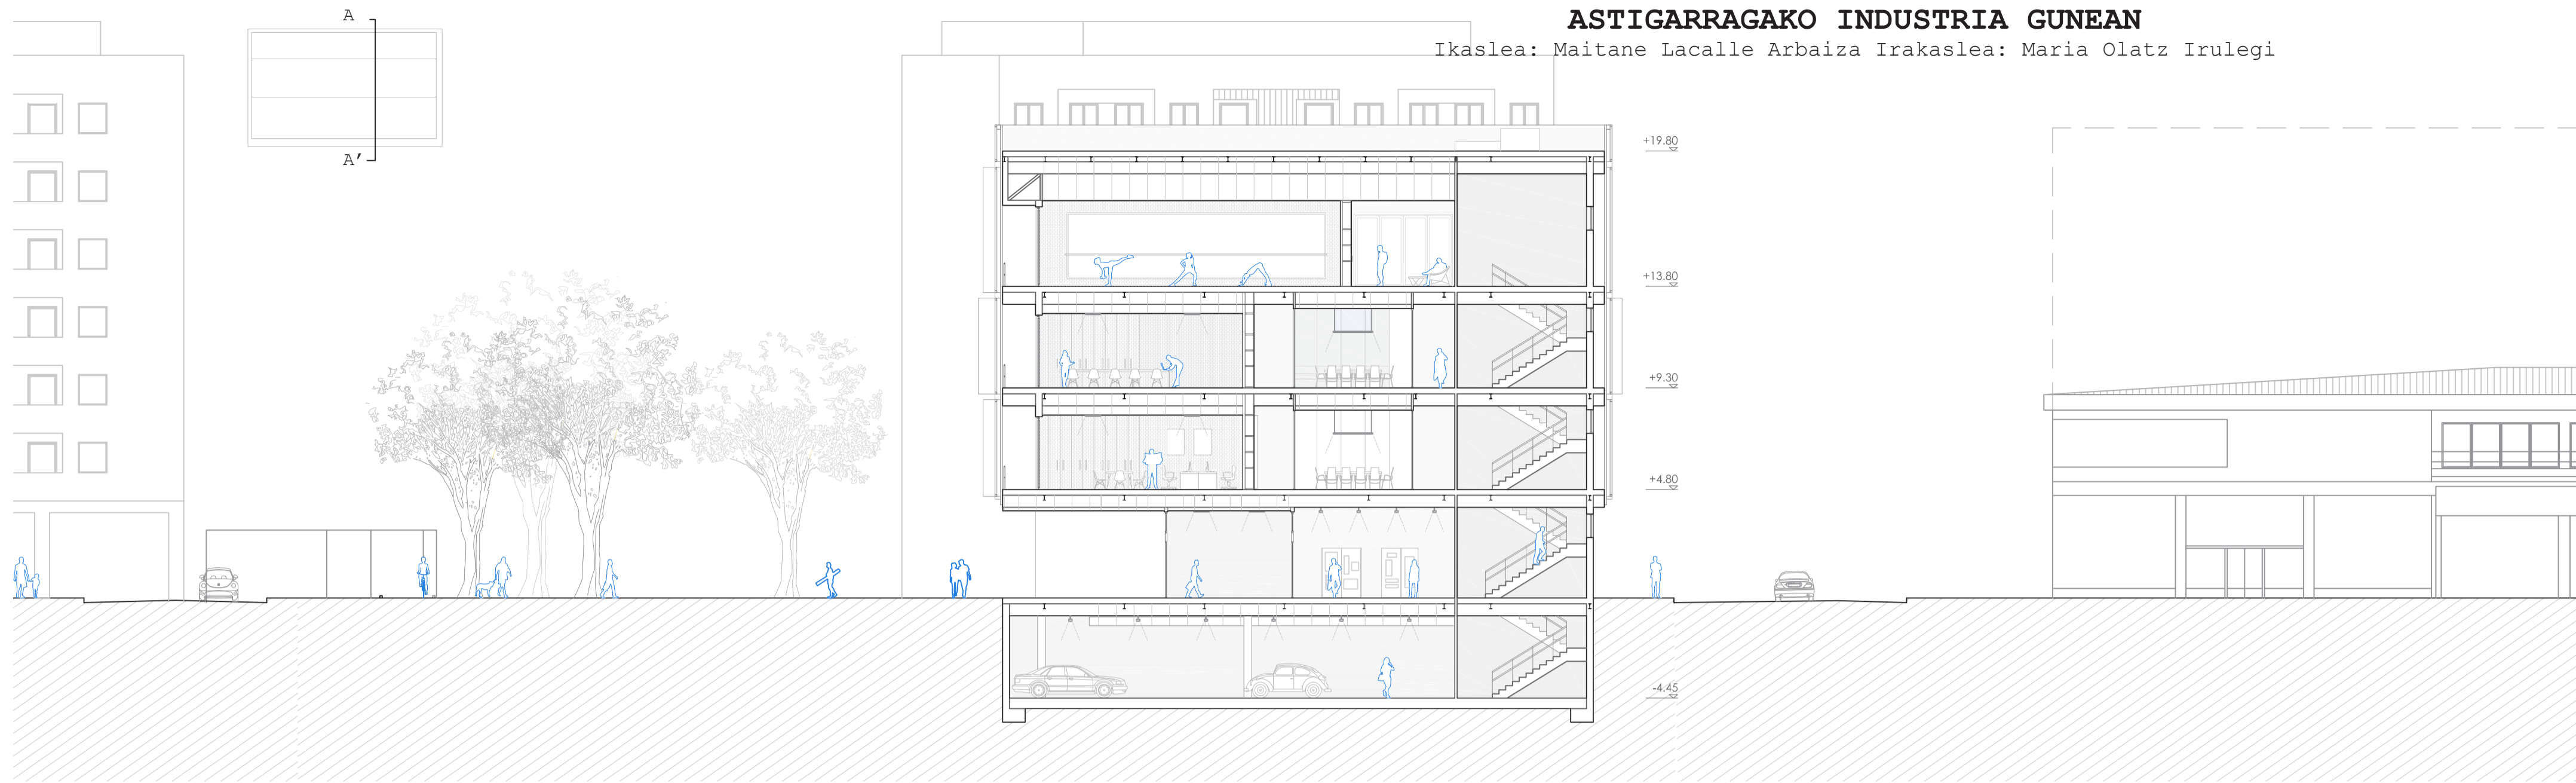 ASTIGARRAGAKO INDUSTRIA GUNEAN
Ikaslea: Maitane Lacalle Arbaiza Irakaslea: Maria Olatz Irulegi
A
A'
+19.80
+13.80
+9.30
+4.80
-4.45